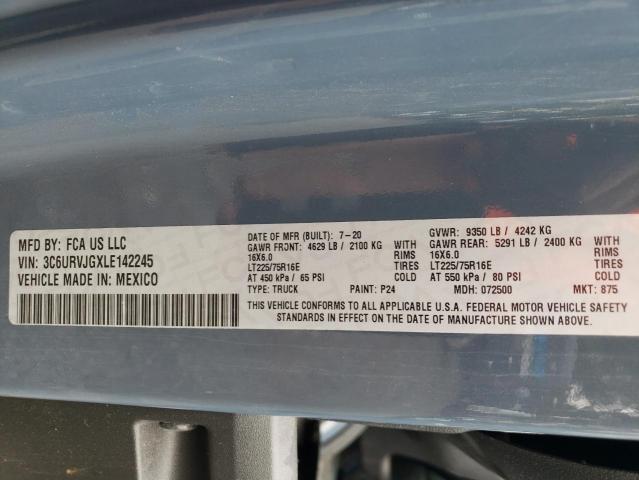 MFD BY: FCA US LLC
VIN: 3C6URVJGXLE142245
VEHICLE MADE IN: MEXICO
DATE OF MFR (BUILT): 7-20 GVWR: 9350 LB / 4242 KG
GAWR FRONT: 4629 LB / 2100 KG WITH GAWR REAR: 5291 LB / 2400 KG WITH
16X6.0 RIMS 16X6.0 RIMS
LT225/75R16E TIRES LT225/75R16E TIRES
AT 450 kPa / 65 PSI COLD AT 550 kPa / 80 PSI COLD
TYPE: TRUCK PAINT: P24 MDH: 072500 MKT: 875
THIS VEHICLE CONFORMS TO ALL APPLICABLE U.S.A. FEDERAL MOTOR VEHICLE SAFETY
STANDARDS IN EFFECT ON THE DATE OF MANUFACTURE SHOWN ABOVE.